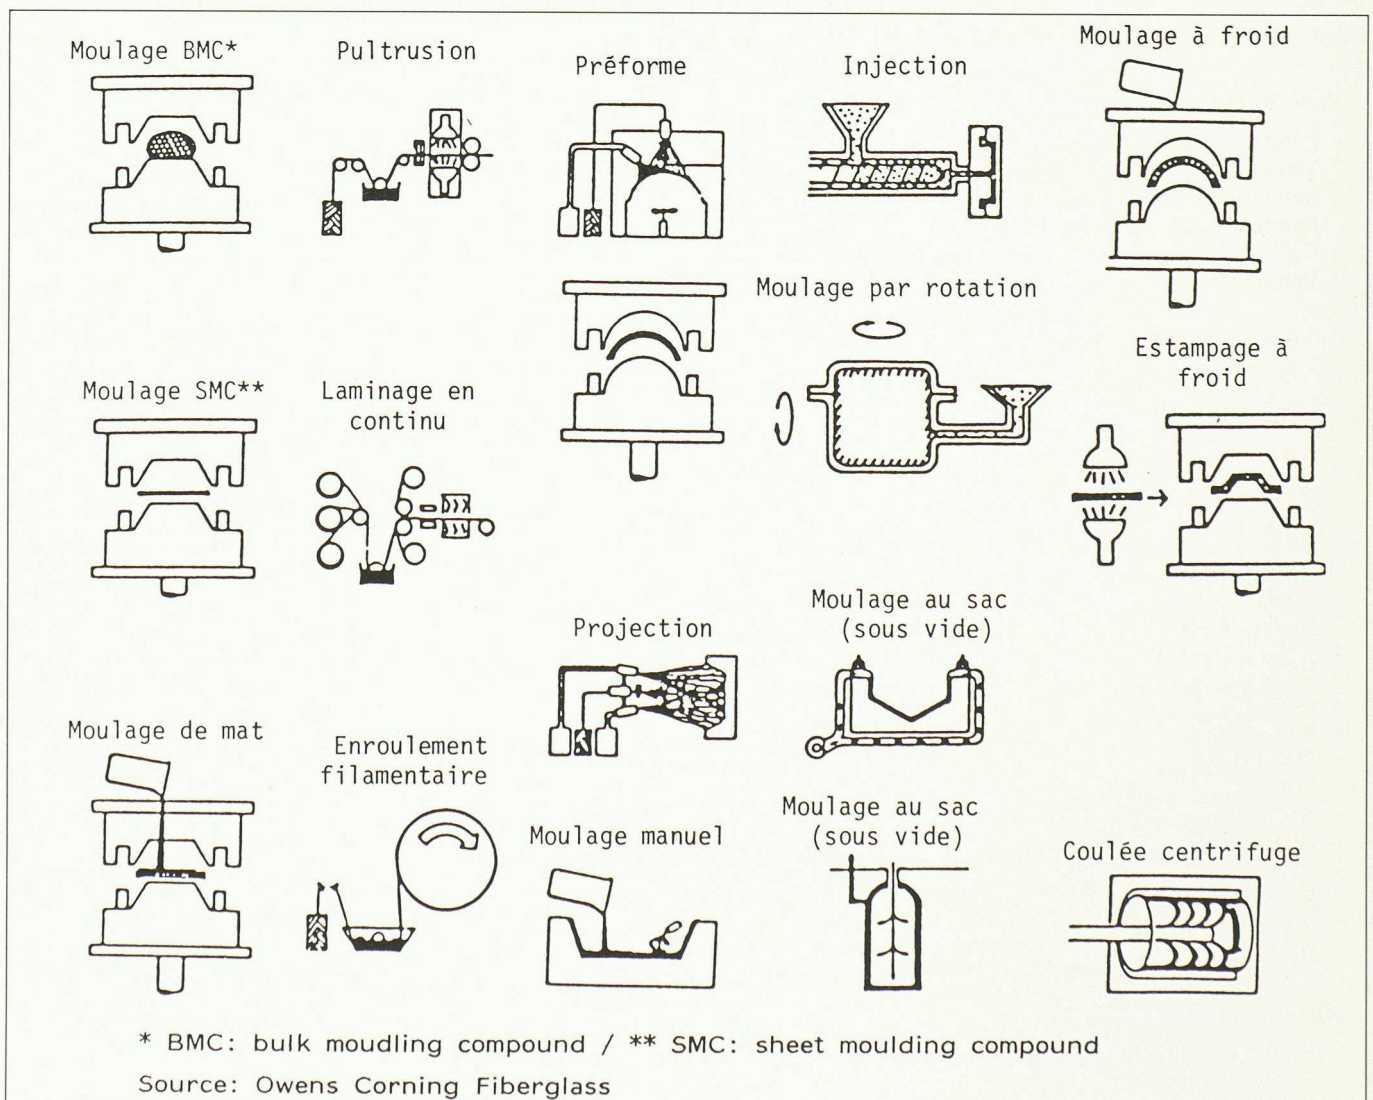 Moulage BMC*
Pultrusion
Préforme
Injection
Moulage à froid
Moulage par rotation
Estampage à
froid
Moulage SMC**
Laminage en
continu
Projection
Moulage au sac
(sous vide)
Moulage de mat
Enroulement
filamentaire
Moulage manuel
Moulage au sac
(sous vide)
Coulée centrifuge
* BMC: bulk moudling compound / ** SMC: sheet moulding compound
Source: Owens Corning Fiberglass